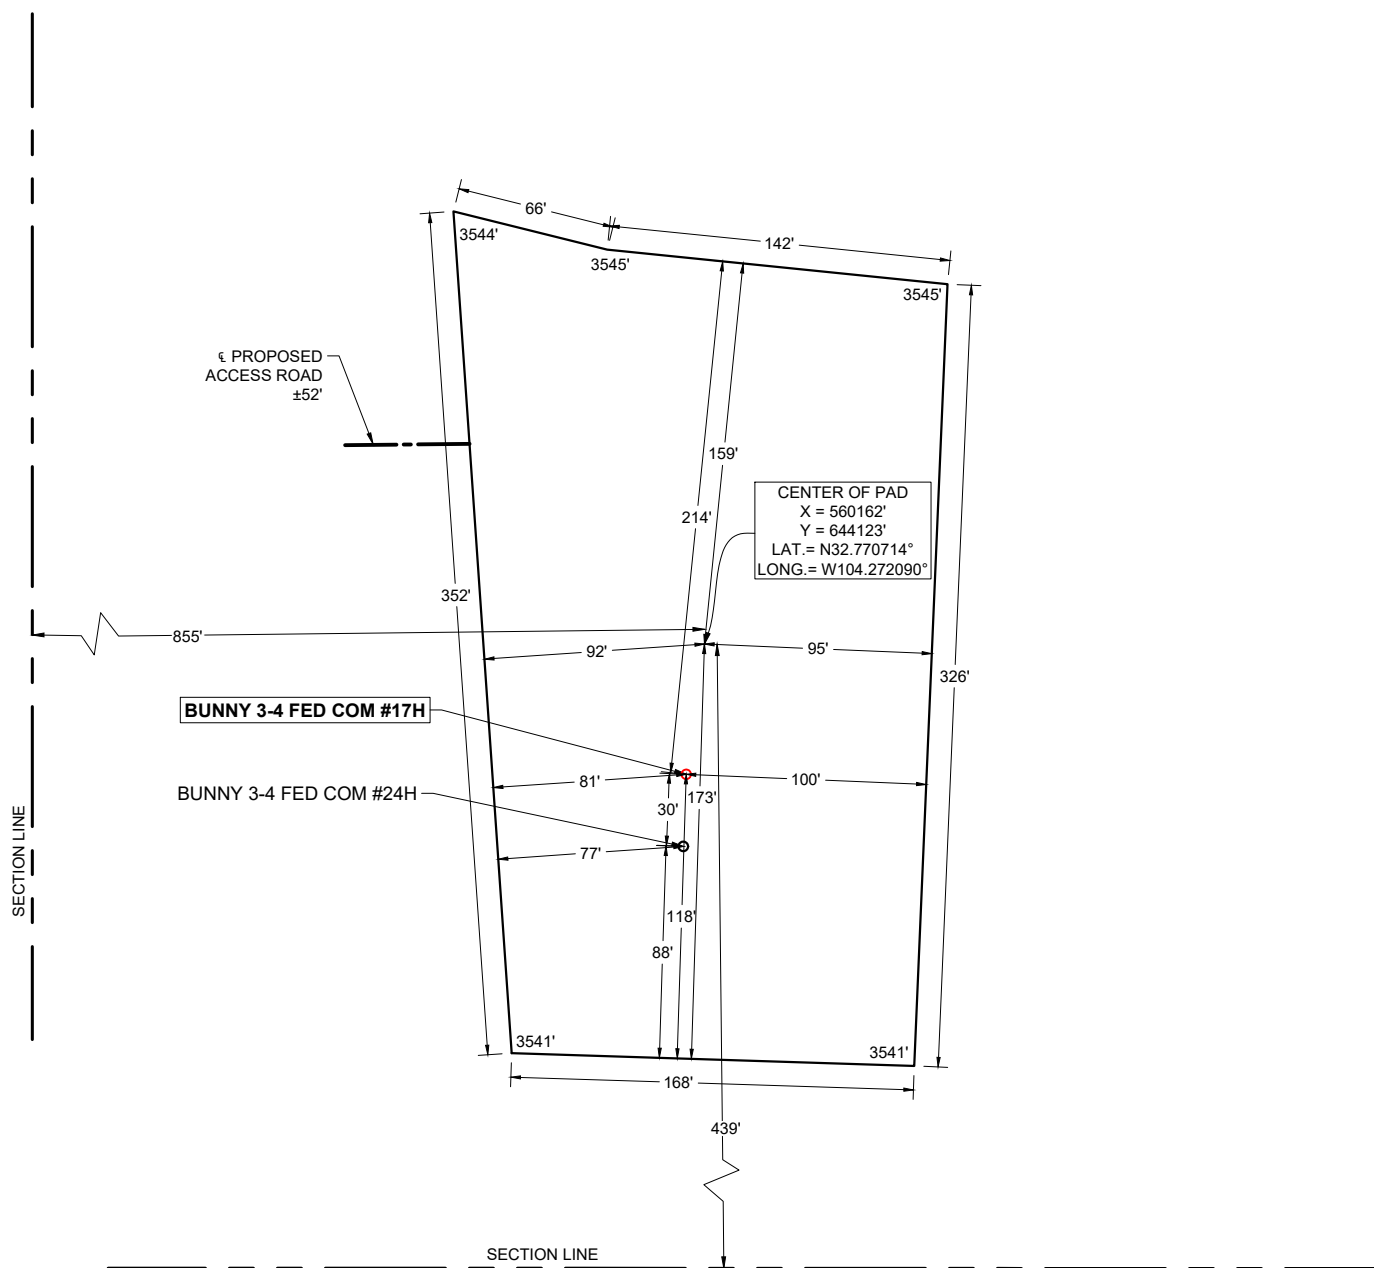 66'
142'
3544'
3545'
3545'
℄ PROPOSED
ACCESS ROAD
±52'
159'
CENTER OF PAD
X = 560162'
Y = 644123'
LAT.= N32.770714°
LONG.= W104.272090°
214'
352'
855'
92'
95'
326'
BUNNY 3-4 FED COM #17H
81'
100'
BUNNY 3-4 FED COM #24H
30'
173'
77'
SECTION LINE
118'
88'
3541'
3541'
168'
439'
SECTION LINE